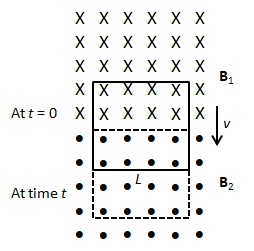 X X X X X X
X X X X X X
X X X X X X
B₁
X X X X X X
At t = 0 X X X X X X
v
• • • • • •
• • • • • •
L
B₂
At time t • • • • • •
• • • • • •
• • • • • •